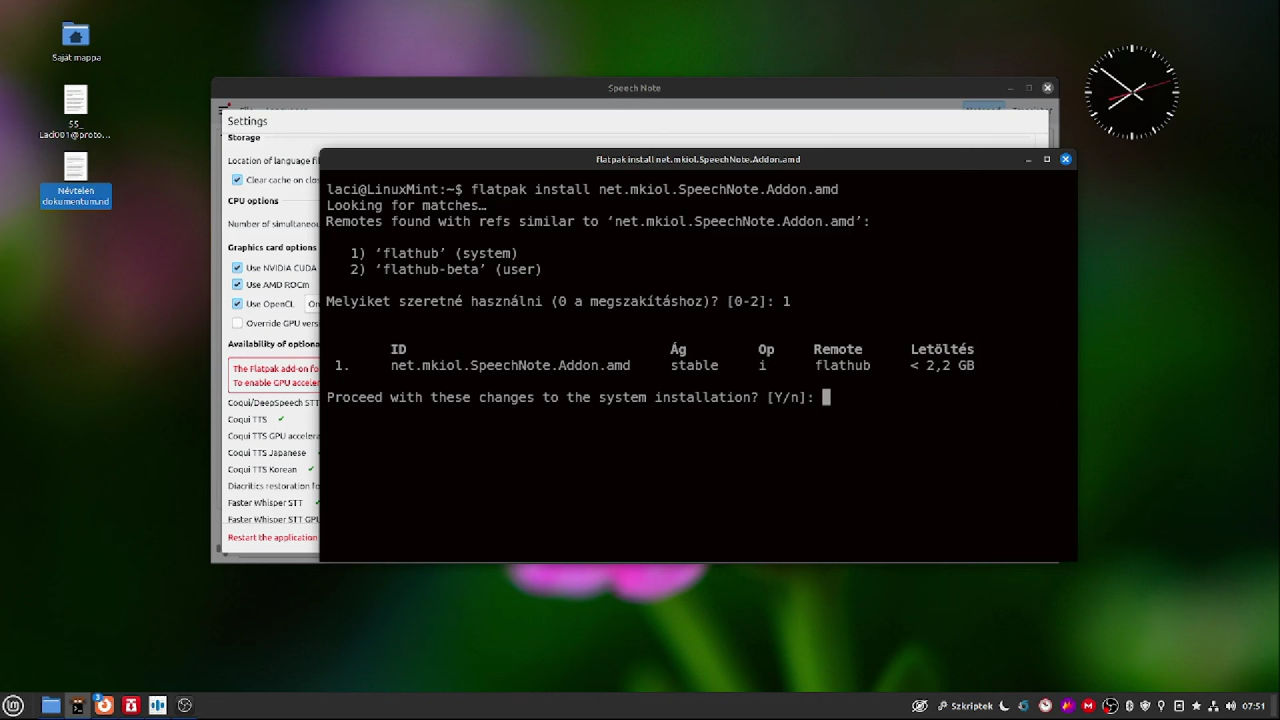 Saját mappa
55_
Laci001@proto...
Névtelen
dokumentum.md
Speech Note
File Languages
Settings
Storage
Location of language fil
Clear cache on clos
CPU options
Number of simultaneou
Graphics card options
Use NVIDIA CUDA
Use AMD ROCm
Use OpenCL
Override GPU vers
Availability of optiona
The Flatpak add-on fo
To enable GPU acceler
Coqui/DeepSpeech STT
Coqui TTS ✔
Coqui TTS GPU accelera
Coqui TTS Japanese
Coqui TTS Korean ✔
Diacritics restoration fo
Faster Whisper STT
Faster Whisper STT GPU
Restart the application
flatpak install net.mkiol.SpeechNote.Addon.amd
laci@LinuxMint:~$ flatpak install net.mkiol.SpeechNote.Addon.amd
Looking for matches…
Remotes found with refs similar to ‘net.mkiol.SpeechNote.Addon.amd’:
1) ‘flathub’ (system)
2) ‘flathub-beta’ (user)
Melyiket szeretné használni (0 a megszakításhoz)? [0-2]: 1
ID Ág Op Remote Letöltés
1. net.mkiol.SpeechNote.Addon.amd stable i flathub < 2,2 GB
Proceed with these changes to the system installation? [Y/n]:
3
Szkriptek
07:51